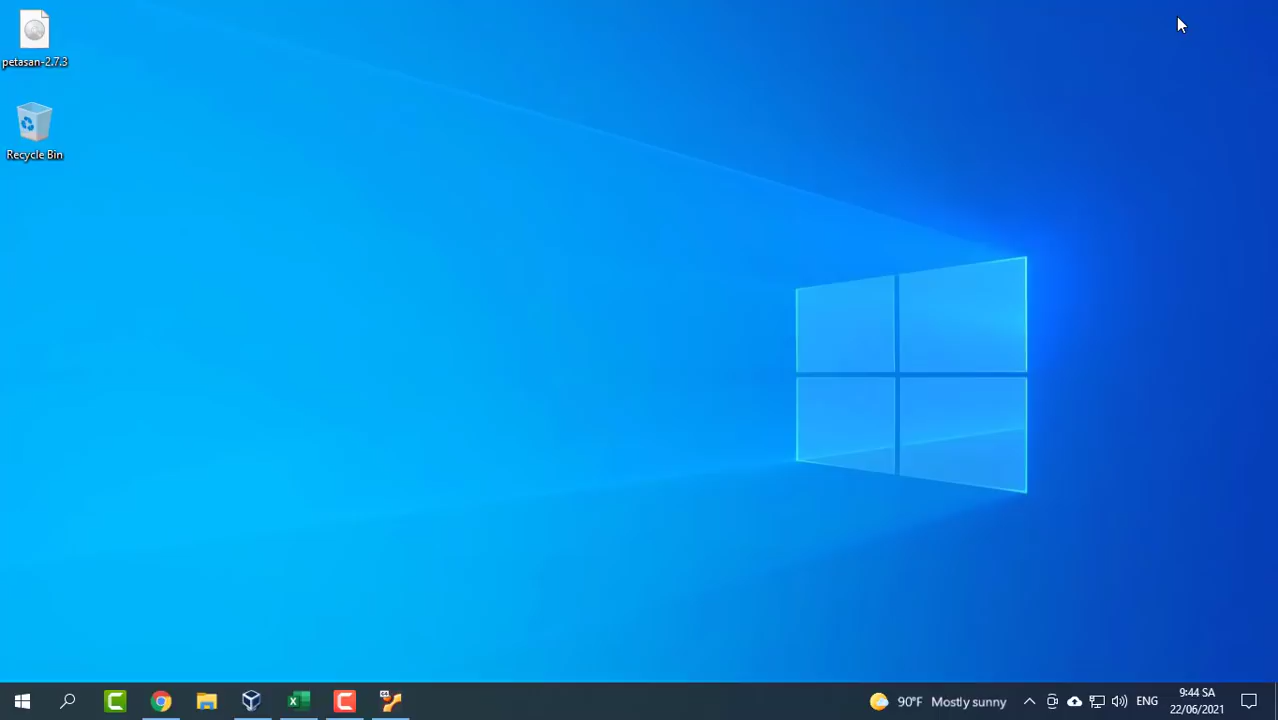 petasan-2.7.3
Recycle Bin
90°F Mostly sunny
ENG
9:44 SA
22/06/2021